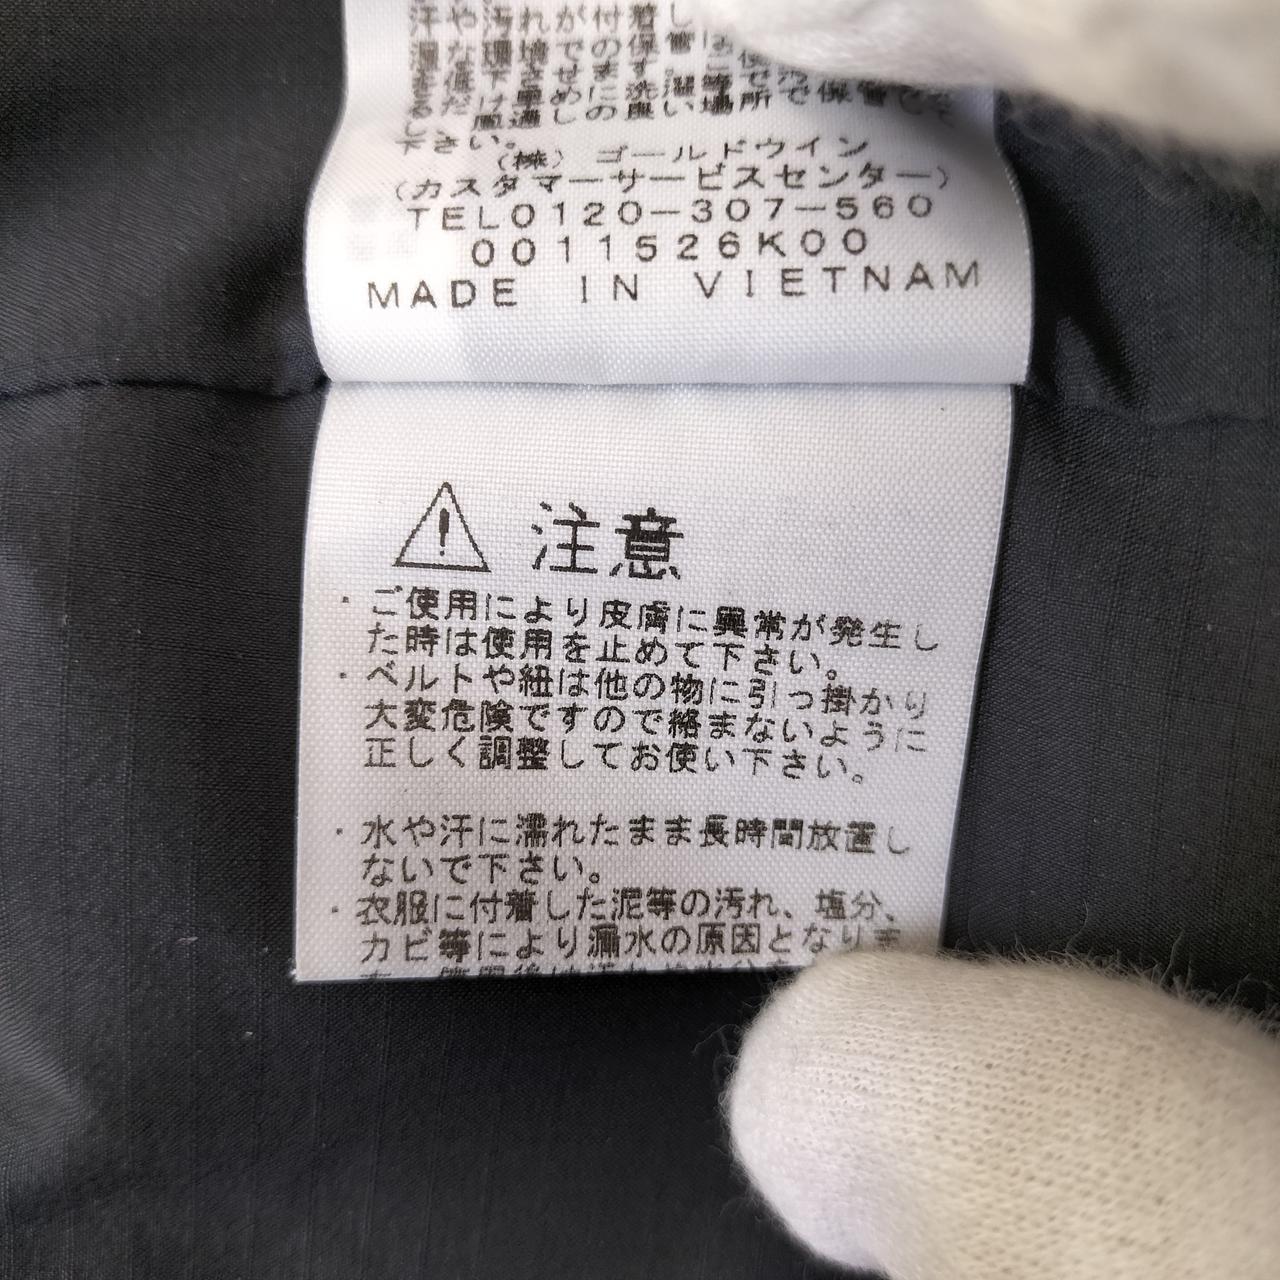 汗や汚れが付着し
下さい。
(株) ゴールドウイン
(カスタマーサービスセンター)
TEL0120-307-560
0011526K00
MADE IN VIETNAM
注意
・ご使用により皮膚に異常が発生し
た時は使用を止めて下さい。
・ベルトや紐は他の物に引っ掛かり
大変危険ですので絡まないように
正しく調整してお使い下さい。
・水や汗に濡れたまま長時間放置し
ないで下さい。
・衣服に付着した泥等の汚れ、塩分、
カビ等により漏水の原因となりま